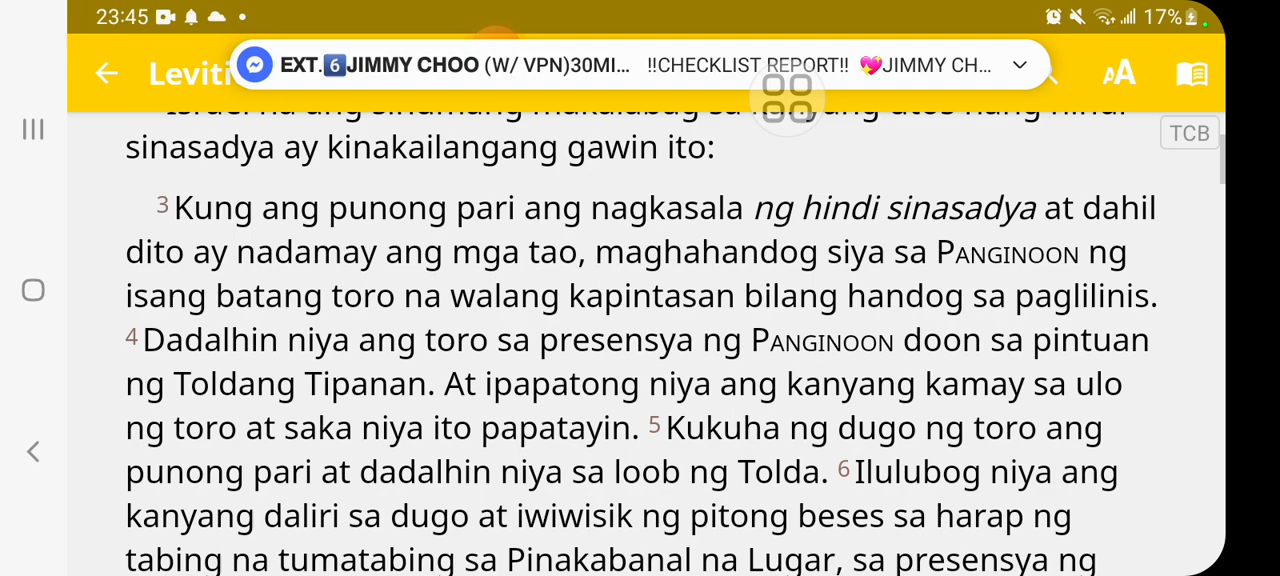 23:45 17%
Leviti
EXT.6️⃣JIMMY CHOO (W/ VPN)30MI... ‼CHECKLIST REPORT‼ 💖JIMMY CH...
AA
TCB
sinasadya ay kinakailangang gawin ito:
3 Kung ang punong pari ang nagkasala ng hindi sinasadya at dahil
dito ay nadamay ang mga tao, maghahandog siya sa PANGINOON ng
isang batang toro na walang kapintasan bilang handog sa paglilinis.
4 Dadalhin niya ang toro sa presensya ng PANGINOON doon sa pintuan
ng Toldang Tipanan. At ipapatong niya ang kanyang kamay sa ulo
ng toro at saka niya ito papatayin. 5 Kukuha ng dugo ng toro ang
punong pari at dadalhin niya sa loob ng Tolda. 6 Ilulubog niya ang
kanyang daliri sa dugo at iwiwisik ng pitong beses sa harap ng
tabing na tumatabing sa Pinakabanal na Lugar, sa presensya ng